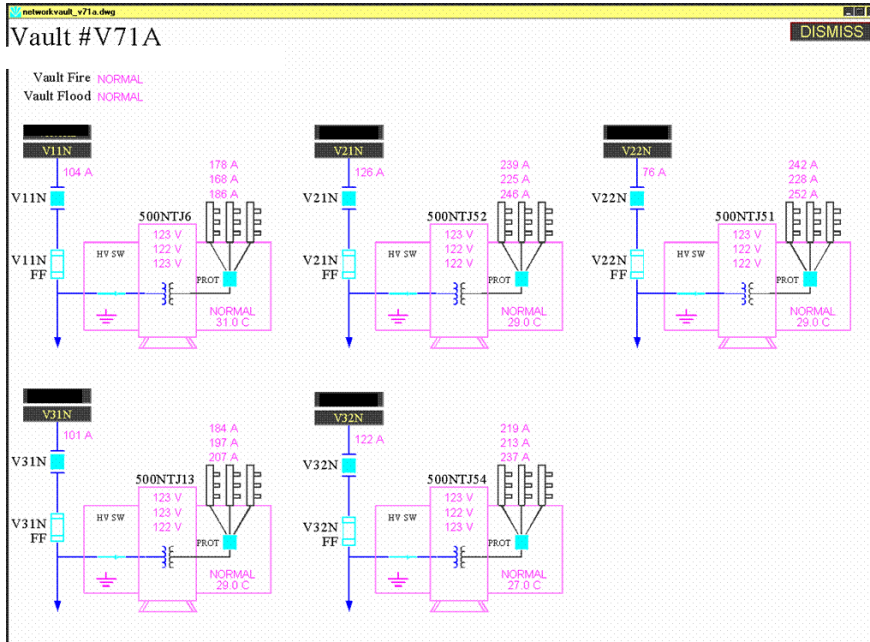 networkvault_v71a.dwg
Vault #V71A
DISMISS
Vault Fire NORMAL
Vault Flood NORMAL
V11N
104 A
178 A
168 A
186 A
V11N
500NTJ6
123 V
122 V
123 V
V11N
FF
HV SW
PROT
NORMAL
31.0 C
V21N
126 A
239 A
225 A
246 A
V21N
500NTJ52
123 V
122 V
122 V
V21N
FF
HV SW
PROT
NORMAL
29.0 C
V22N
76 A
242 A
228 A
252 A
V22N
500NTJ51
122 V
122 V
122 V
V22N
FF
HV SW
PROT
NORMAL
29.0 C
V31N
101 A
184 A
197 A
207 A
V31N
500NTJ13
123 V
123 V
122 V
V31N
FF
HV SW
PROT
NORMAL
29.0 C
V32N
122 A
219 A
213 A
237 A
V32N
500NTJ54
123 V
122 V
123 V
V32N
FF
HV SW
PROT
NORMAL
27.0 C